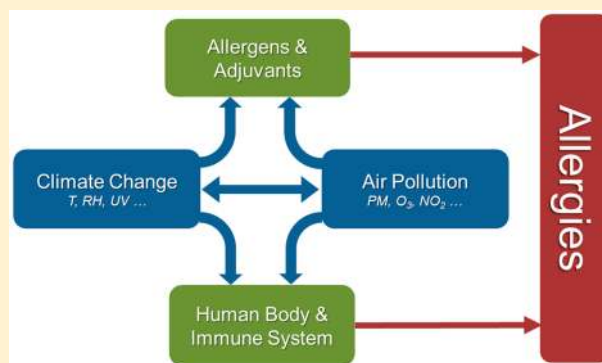 Allergens &
Adjuvants
Climate Change
T, RH, UV ...
Air Pollution
PM, O₃, NO₂ ...
Human Body &
Immune System
Allergies